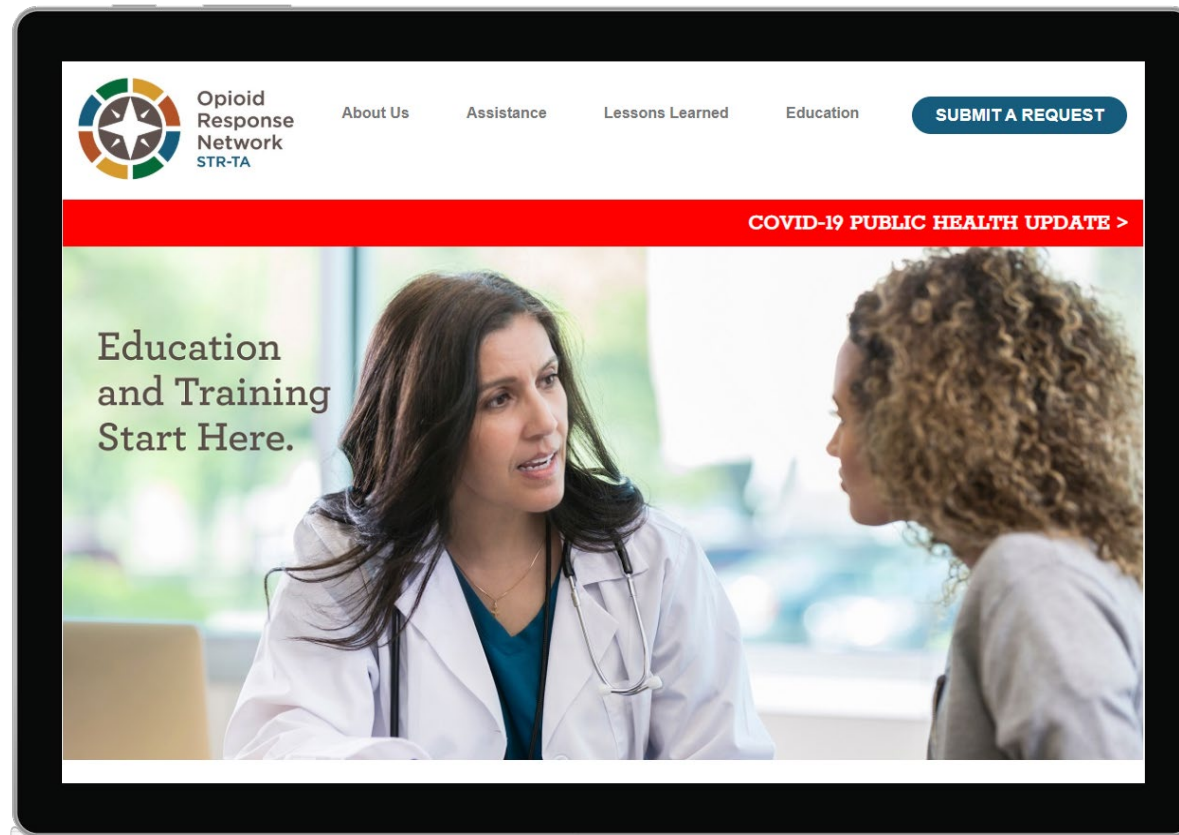 Opioid
Response
Network
STR-TA
About Us
Assistance
Lessons Learned
Education
SUBMIT A REQUEST
COVID-19 PUBLIC HEALTH UPDATE >
Education
and Training
Start Here.